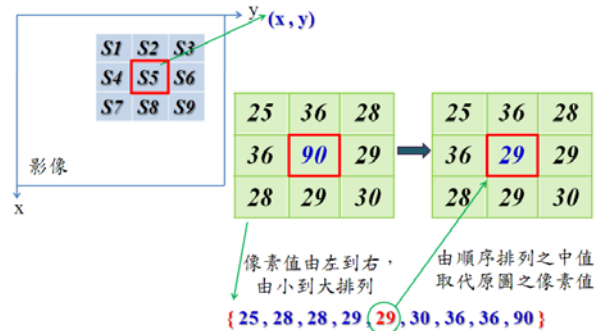 y
(x , y)
S1 S2 S3
S4 S5 S6
S7 S8 S9
影像
x
25 36 28
36 90 29
28 29 30
25 36 28
36 29 29
28 29 30
像素值由左到右，
由小到大排列
由順序排列之中值
取代原圖之像素值
{ 25 , 28 , 28 , 29 , 29 , 30 , 36 , 36 , 90 }